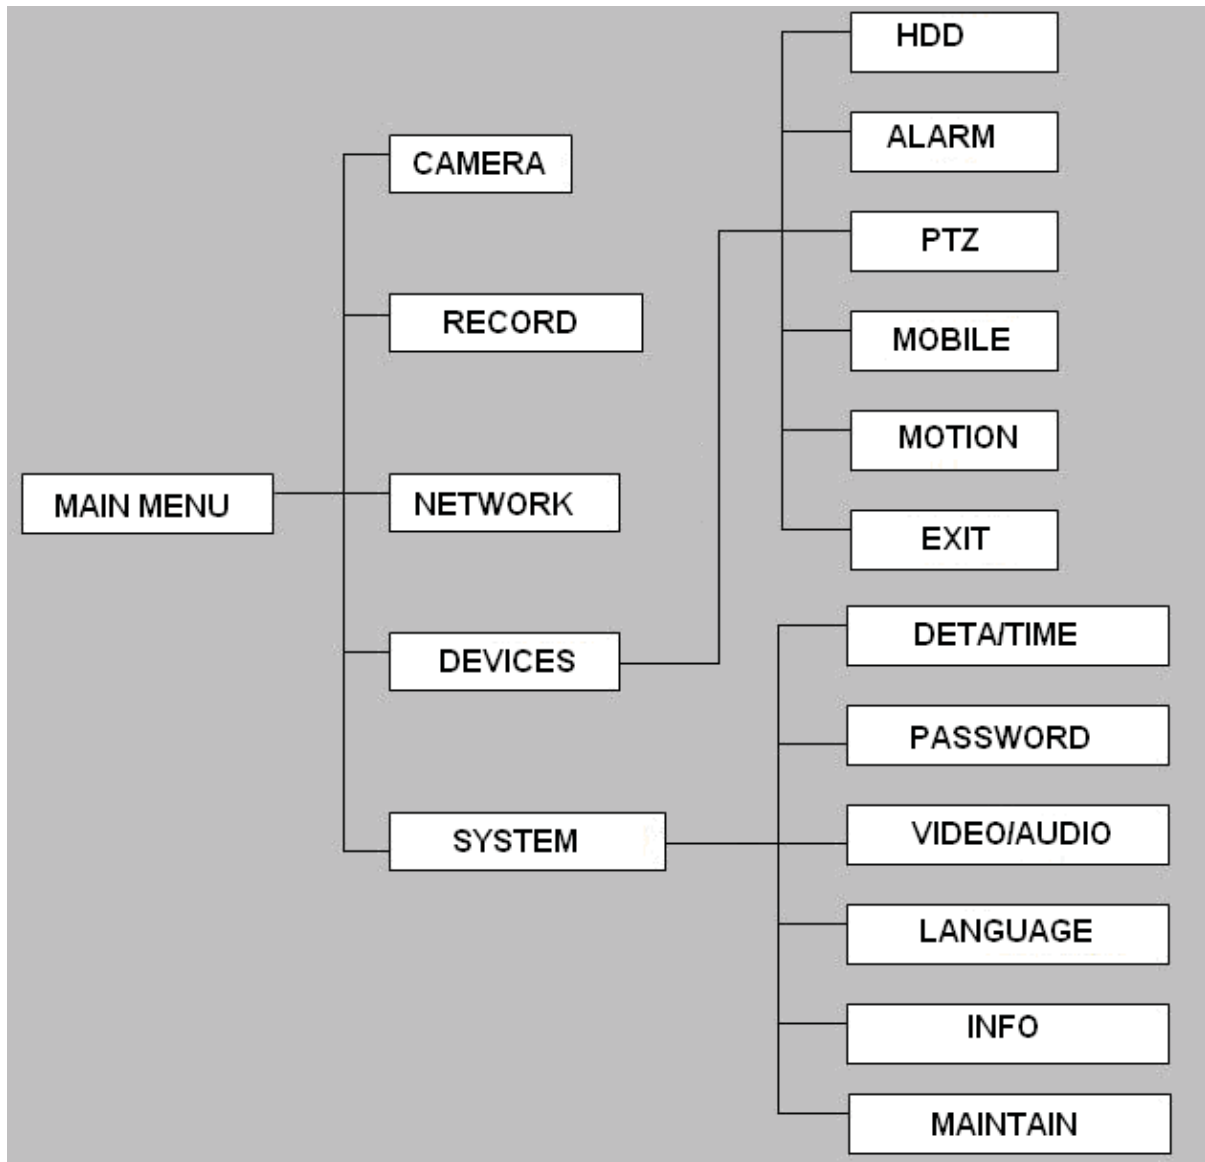 MAIN MENU
CAMERA
RECORD
NETWORK
DEVICES
SYSTEM
HDD
ALARM
PTZ
MOBILE
MOTION
EXIT
DETA/TIME
PASSWORD
VIDEO/AUDIO
LANGUAGE
INFO
MAINTAIN